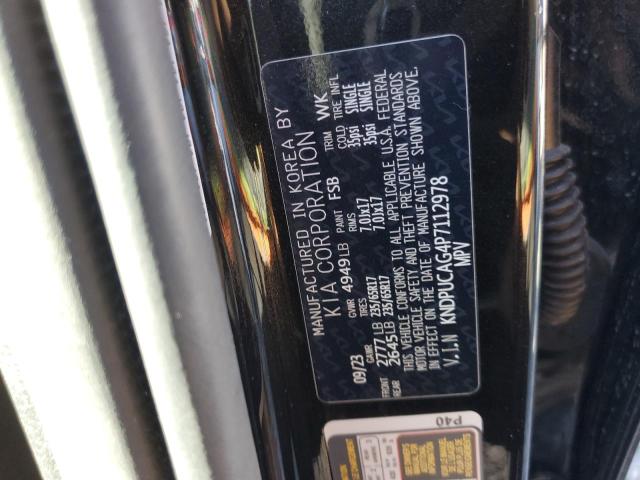 MANUFACTURED IN KOREA BY
KIA CORPORATION
09/23 GVWR 4949LB PAINT FSB TRIM WK
GAWR TIRES RIMS COLD TIRE INFL
FRONT 2777LB 235/65R17 7.0Jx17 35psi SINGLE
REAR 2645LB 235/65R17 7.0Jx17 35psi SINGLE
THIS VEHICLE CONFORMS TO ALL APPLICABLE U.S.A. FEDERAL
MOTOR VEHICLE SAFETY AND THEFT PREVENTION STANDARDS
IN EFFECT ON THE DATE OF MANUFACTURE SHOWN ABOVE.
V.I.N KNDPUCAG4P7112978
MPV
P40